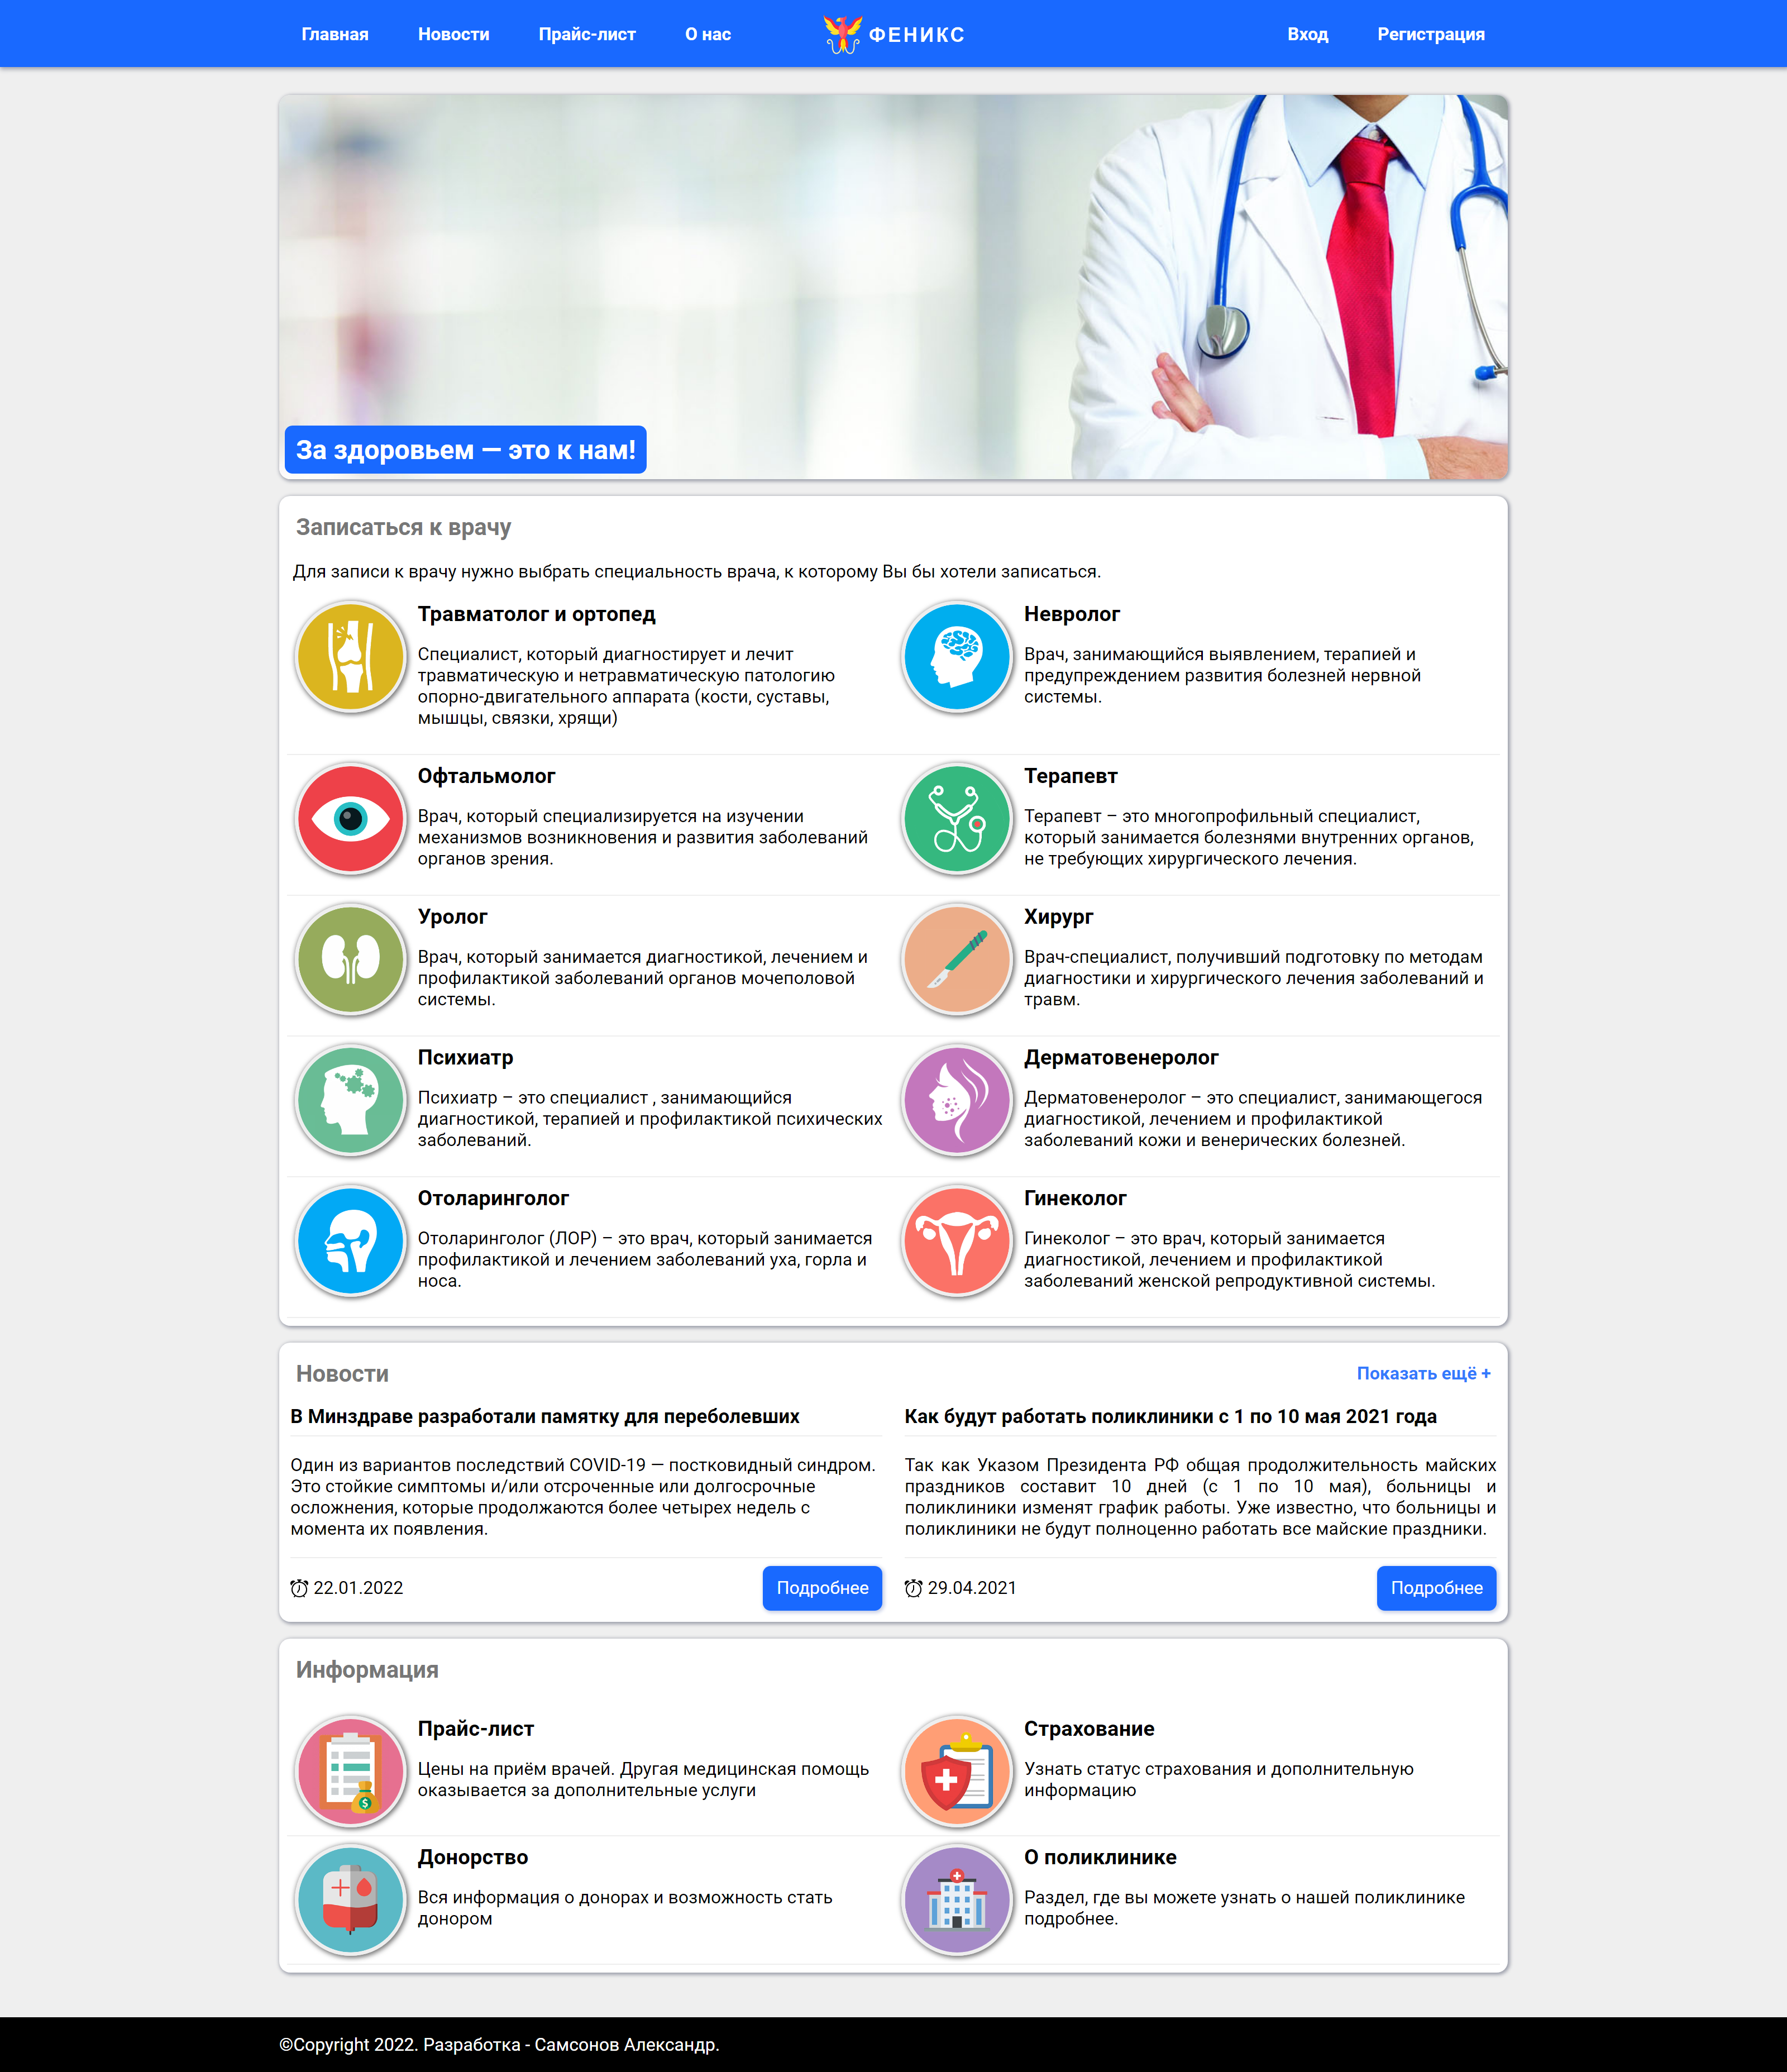 Главная Новости Прайс-лист О нас ФЕНИКС Вход Регистрация
За здоровьем — это к нам!
Записаться к врачу
Для записи к врачу нужно выбрать специальность врача, к которому Вы бы хотели записаться.
Травматолог и ортопед
Специалист, который диагностирует и лечит
травматическую и нетравматическую патологию
опорно-двигательного аппарата (кости, суставы,
мышцы, связки, хрящи)
Невролог
Врач, занимающийся выявлением, терапией и
предупреждением развития болезней нервной
системы.
Офтальмолог
Врач, который специализируется на изучении
механизмов возникновения и развития заболеваний
органов зрения.
Терапевт
Терапевт – это многопрофильный специалист,
который занимается болезнями внутренних органов,
не требующих хирургического лечения.
Уролог
Врач, который занимается диагностикой, лечением и
профилактикой заболеваний органов мочеполовой
системы.
Хирург
Врач-специалист, получивший подготовку по методам
диагностики и хирургического лечения заболеваний и
травм.
Психиатр
Психиатр – это специалист , занимающийся
диагностикой, терапией и профилактикой психических
заболеваний.
Дерматовенеролог
Дерматовенеролог – это специалист, занимающегося
диагностикой, лечением и профилактикой
заболеваний кожи и венерических болезней.
Отоларинголог
Отоларинголог (ЛОР) – это врач, который занимается
профилактикой и лечением заболеваний уха, горла и
носа.
Гинеколог
Гинеколог – это врач, который занимается
диагностикой, лечением и профилактикой
заболеваний женской репродуктивной системы.
Новости
Показать ещё +
В Минздраве разработали памятку для переболевших
Один из вариантов последствий COVID-19 — постковидный синдром.
Это стойкие симптомы и/или отсроченные или долгосрочные
осложнения, которые продолжаются более четырех недель с
момента их появления.
22.01.2022
Подробнее
Как будут работать поликлиники с 1 по 10 мая 2021 года
Так как Указом Президента РФ общая продолжительность майских
праздников составит 10 дней (с 1 по 10 мая), больницы и
поликлиники изменят график работы. Уже известно, что больницы и
поликлиники не будут полноценно работать все майские праздники.
29.04.2021
Подробнее
Информация
Прайс-лист
Цены на приём врачей. Другая медицинская помощь
оказывается за дополнительные услуги
Страхование
Узнать статус страхования и дополнительную
информацию
Донорство
Вся информация о донорах и возможность стать
донором
О поликлинике
Раздел, где вы можете узнать о нашей поликлинике
подробнее.
©Copyright 2022. Разработка - Самсонов Александр.